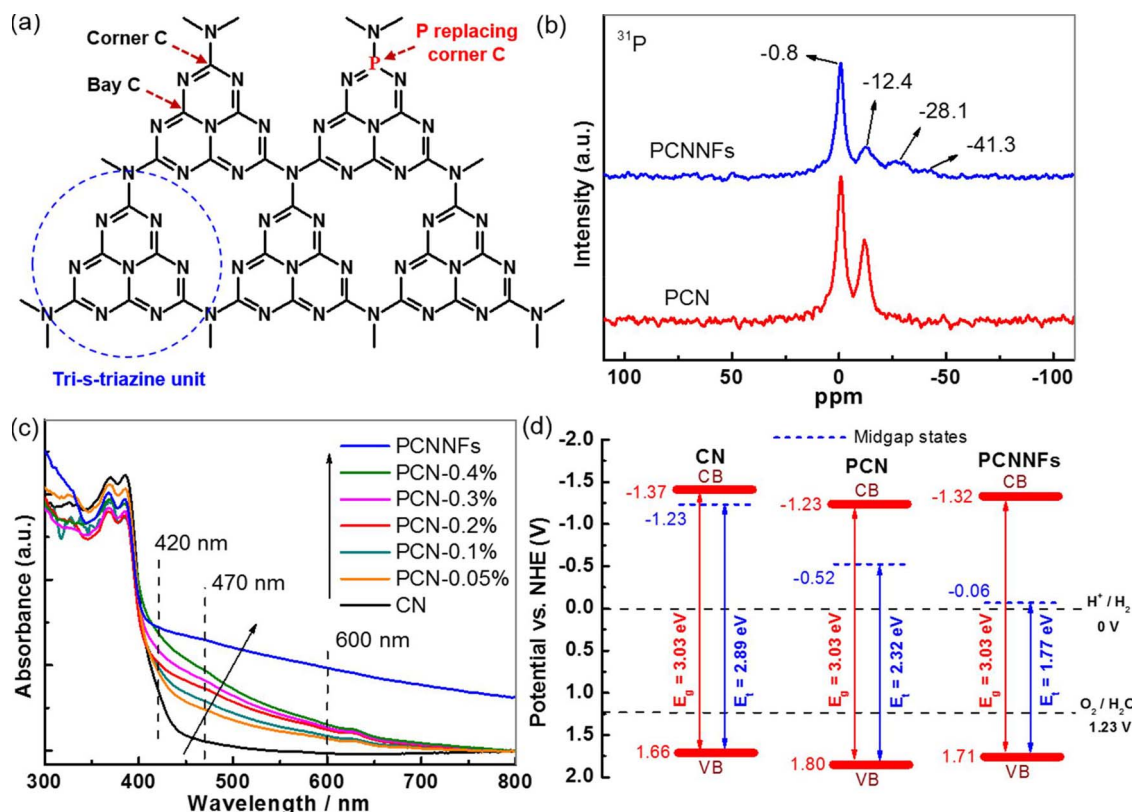 (a)
Corner C
Bay C
P replacing
corner C
P
N
Tri-s-triazine unit
(b)
31P
-0.8
-12.4
-28.1
-41.3
PCNNFs
PCN
Intensity (a.u.)
100 50 0 -50 -100
ppm
(c)
PCNNFs
PCN-0.4%
PCN-0.3%
PCN-0.2%
PCN-0.1%
PCN-0.05%
CN
420 nm
470 nm
600 nm
Absorbance (a.u.)
300 400 500 600 700 800
Wavelength / nm
(d)
Midgap states
CN PCN PCNNFs
CB CB CB
-1.37 -1.23 -1.32
-1.23
-0.52
-0.06
H+ / H2
0 V
Eg = 3.03 eV
Et = 2.89 eV
Eg = 3.03 eV
Et = 2.32 eV
Eg = 3.03 eV
Et = 1.77 eV
O2 / H2O
1.23 V
1.66 1.80 1.71
VB VB VB
Potential vs. NHE (V)
-2.0
-1.5
-1.0
-0.5
0.0
0.5
1.0
1.5
2.0